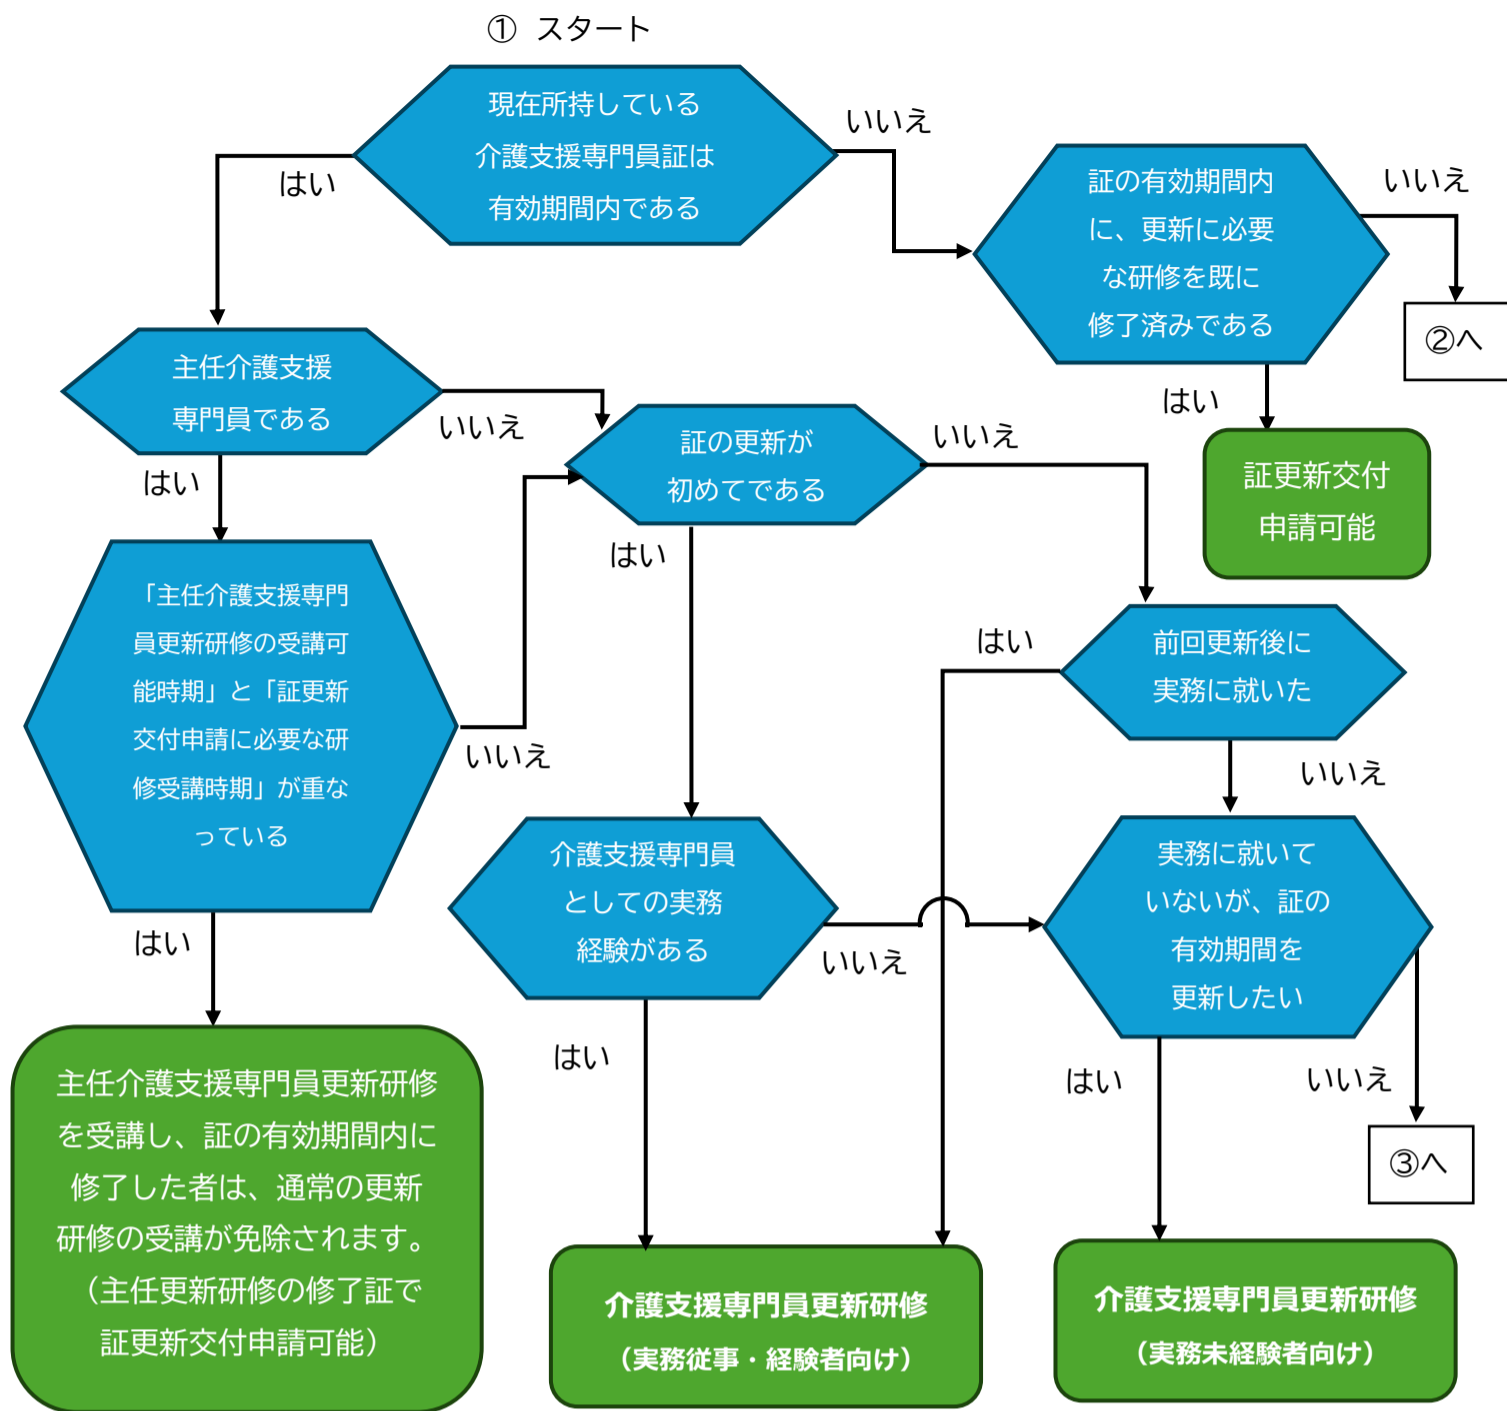 ① スタート
現在所持している
介護支援専門員証は
有効期間内である
はい
いいえ
証の有効期間内
に、更新に必要
な研修を既に
修了済みである
いいえ
②へ
はい
証更新交付
申請可能
主任介護支援
専門員である
いいえ
はい
証の更新が
初めてである
いいえ
はい
「主任介護支援専門
員更新研修の受講可
能時期」と「証更新
交付申請に必要な研
修受講時期」が重な
っている
いいえ
はい
前回更新後に
実務に就いた
はい
いいえ
介護支援専門員
としての実務
経験がある
いいえ
はい
実務に就いて
いないが、証の
有効期間を
更新したい
はい
いいえ
③へ
主任介護支援専門員更新研修
を受講し、証の有効期間内に
修了した者は、通常の更新
研修の受講が免除されます。
（主任更新研修の修了証で
証更新交付申請可能）
介護支援専門員更新研修
（実務従事・経験者向け）
介護支援専門員更新研修
（実務未経験者向け）